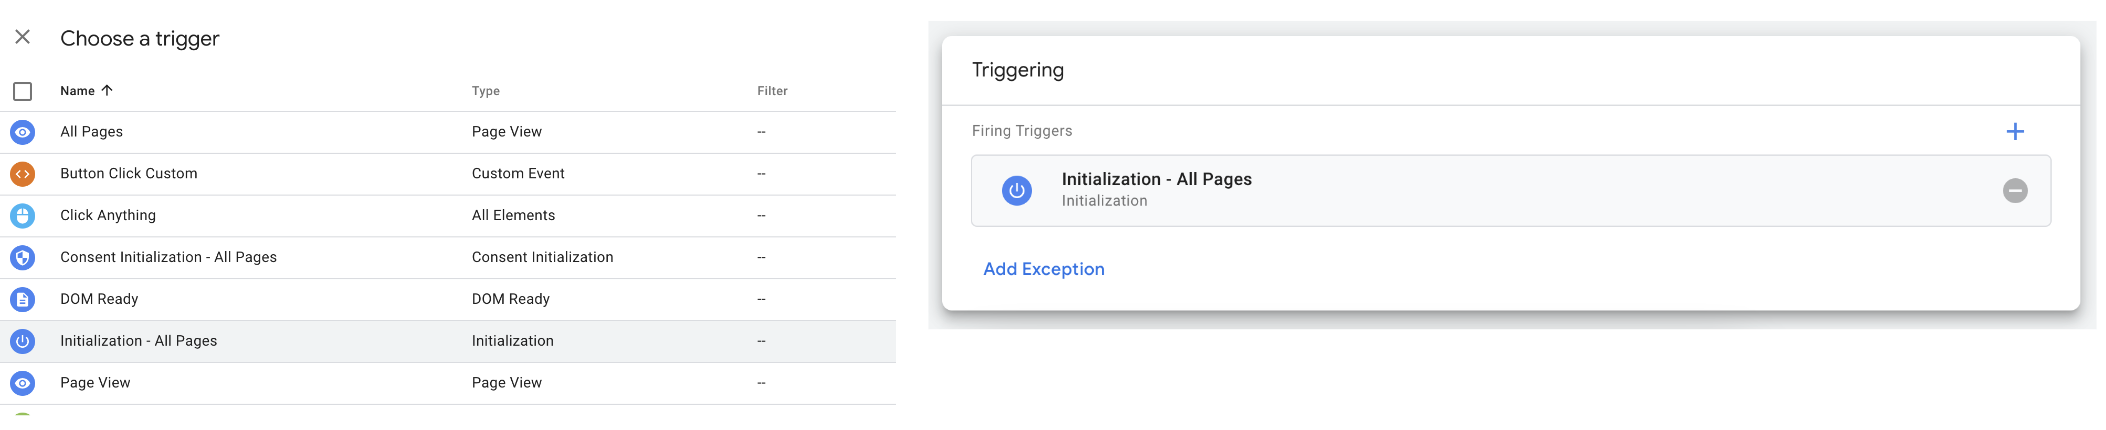 Choose a trigger
Name Type Filter
All Pages Page View --
Button Click Custom Custom Event --
Click Anything All Elements --
Consent Initialization - All Pages Consent Initialization --
DOM Ready DOM Ready --
Initialization - All Pages Initialization --
Page View Page View --
Triggering
Firing Triggers
Initialization - All Pages
Initialization
Add Exception